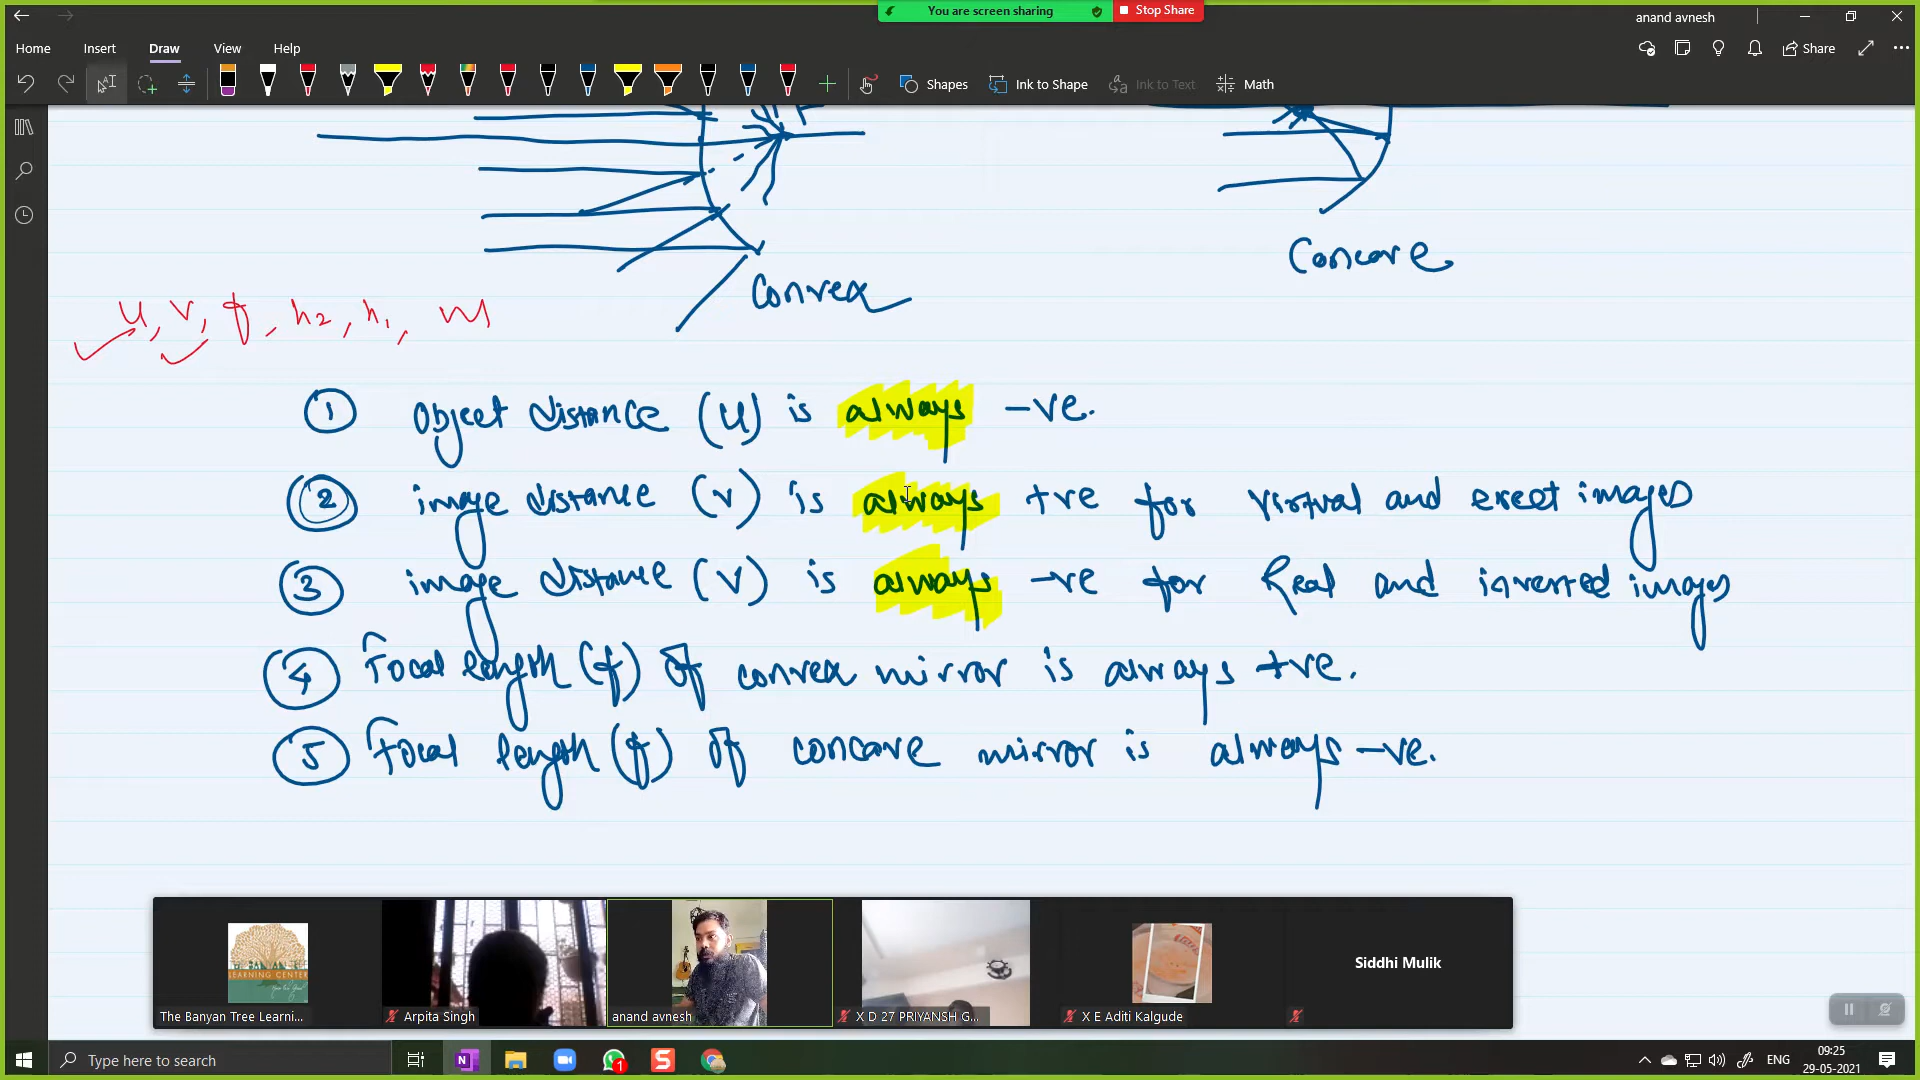 You are screen sharing
Stop Share
anand avnesh
Home Insert Draw View Help
Share
Shapes
Ink to Shape
Ink to Text
Math
Convex
Concave
u, v, f, h2, h1, m
1 Object distance (u) is always -ve.
2 image distance (v) is always +ve for virtual and erect images
3 image distance (v) is always -ve for Real and inverted images
4 Focal length (f) of convex mirror is always +ve.
5 Focal length (f) of concave mirror is always -ve.
LEARNING CENTER
Siddhi Mulik
The Banyan Tree Learni...
Arpita Singh
anand avnesh
X D 27 PRIYANSH G...
X E Aditi Kalgude
Type here to search
N
1
S
ENG
09:25
29-05-2021